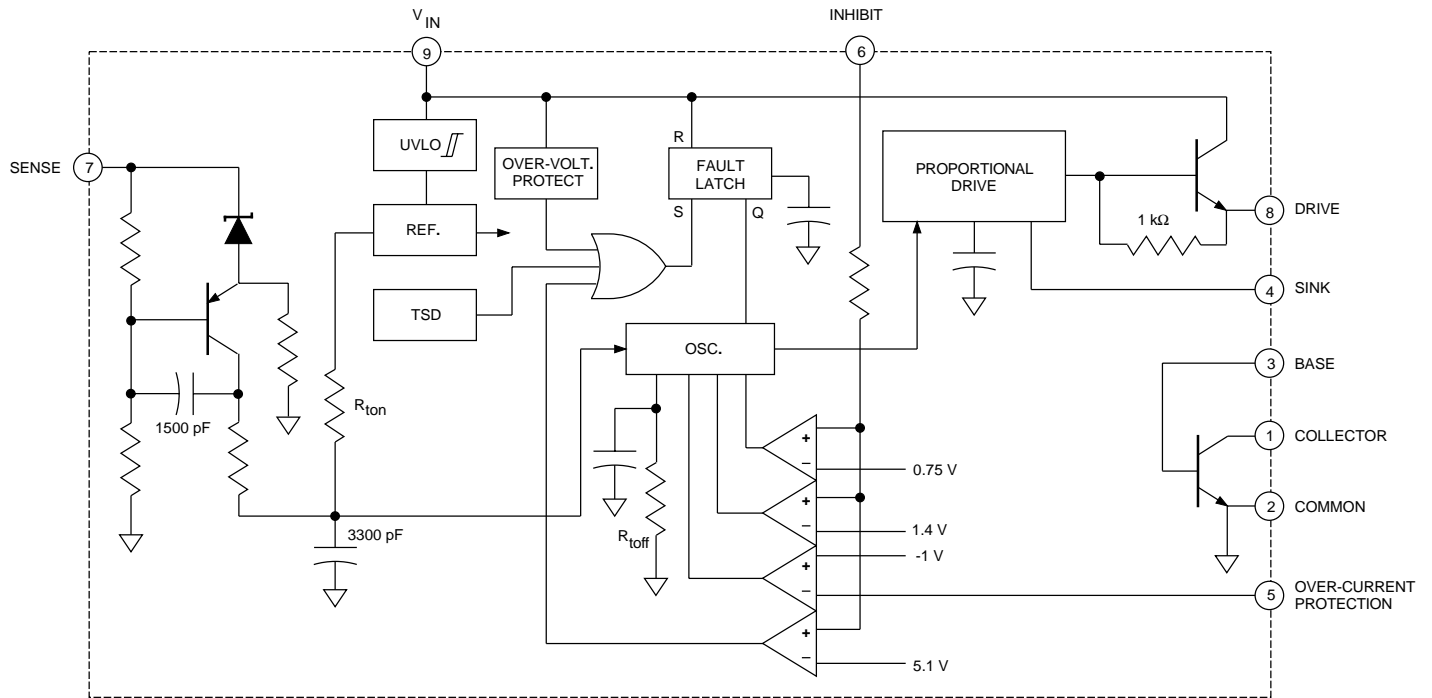 V IN
INHIBIT
9
6
SENSE
7
UVLO
OVER-VOLT.
PROTECT
R
FAULT
LATCH
S
Q
PROPORTIONAL
DRIVE
1 kΩ
8
DRIVE
REF.
TSD
4
SINK
OSC.
3
BASE
1500 pF
Rton
+
–
0.75 V
1
COLLECTOR
3300 pF
Rtoff
+
–
1.4 V
2
COMMON
+
-1 V
–
5
OVER-CURRENT
PROTECTION
+
–
5.1 V